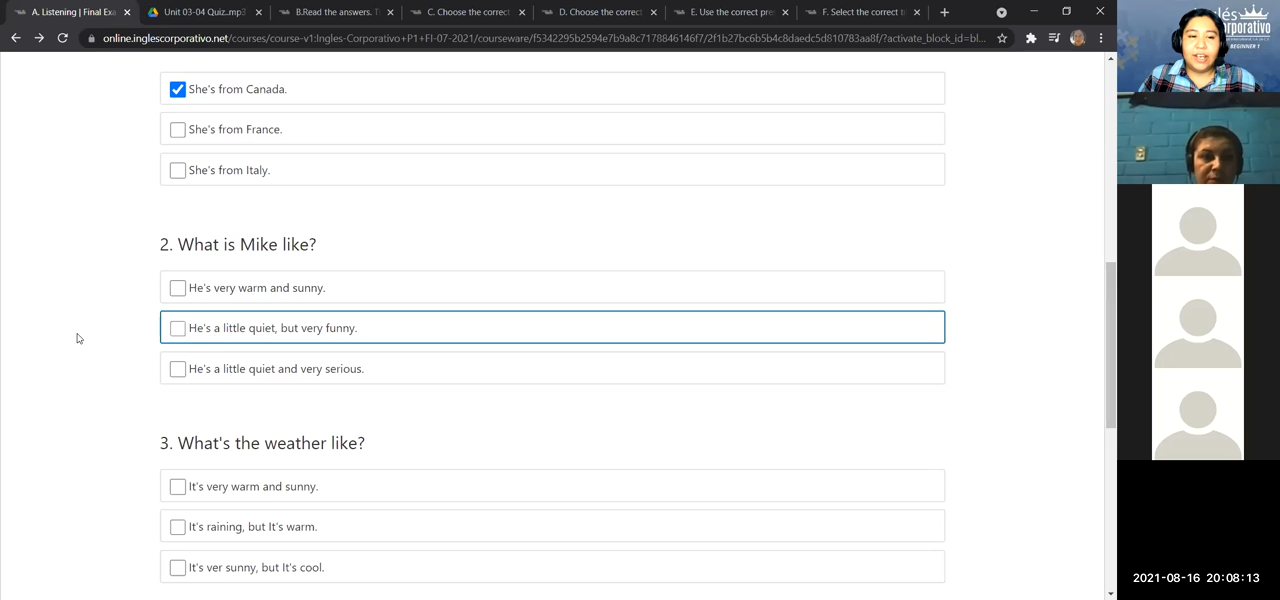 A. Listening | Final Exa
Unit 03-04 Quiz..mp3
B.Read the answers. T
C. Choose the correct
D. Choose the correct
E. Use the correct pre
F. Select the correct ti
online.inglescorporativo.net/courses/course-v1:Ingles-Corporativo+P1+FI-07-2021/courseware/f5342295b2594e7b9a8c7178846146f7/2f1b27bc6b5b4c8daedc5d810783aa8f/?activate_block_id=bl...
She's from Canada.
She's from France.
She's from Italy.
2. What is Mike like?
He's very warm and sunny.
He's a little quiet, but very funny.
He's a little quiet and very serious.
3. What's the weather like?
It's very warm and sunny.
It's raining, but It's warm.
It's ver sunny, but It's cool.
BEGINNER 1
2021-08-16 20:08:13